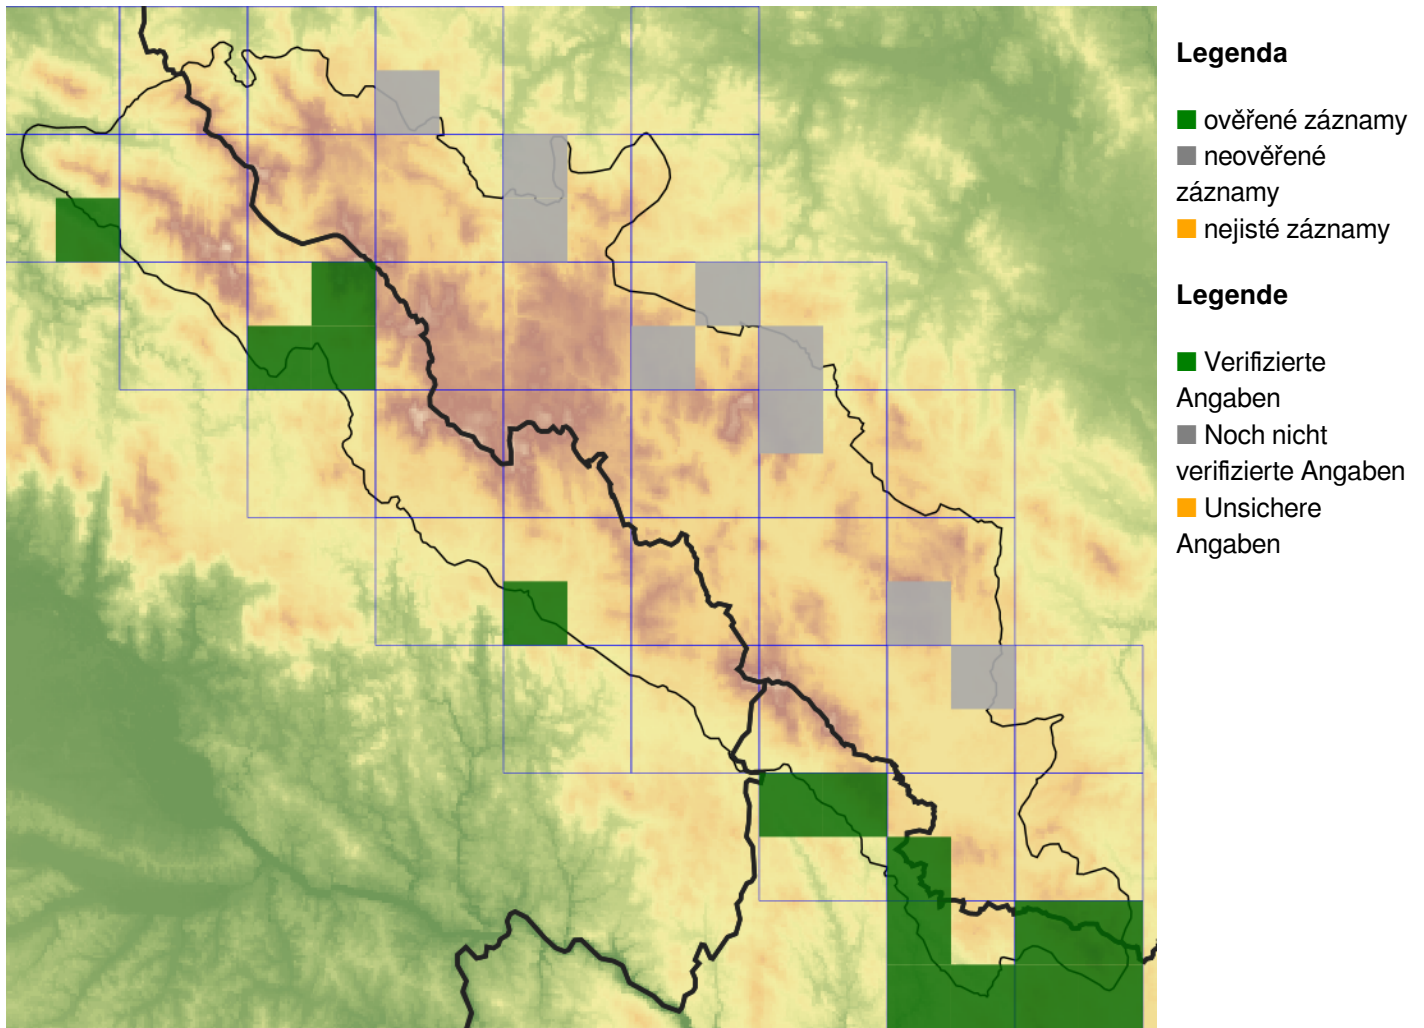 Legenda
ověřené záznamy
neověřené
záznamy
nejisté záznamy
Legende
Verifizierte
Angaben
Noch nicht
verifizierte Angaben
Unsichere
Angaben